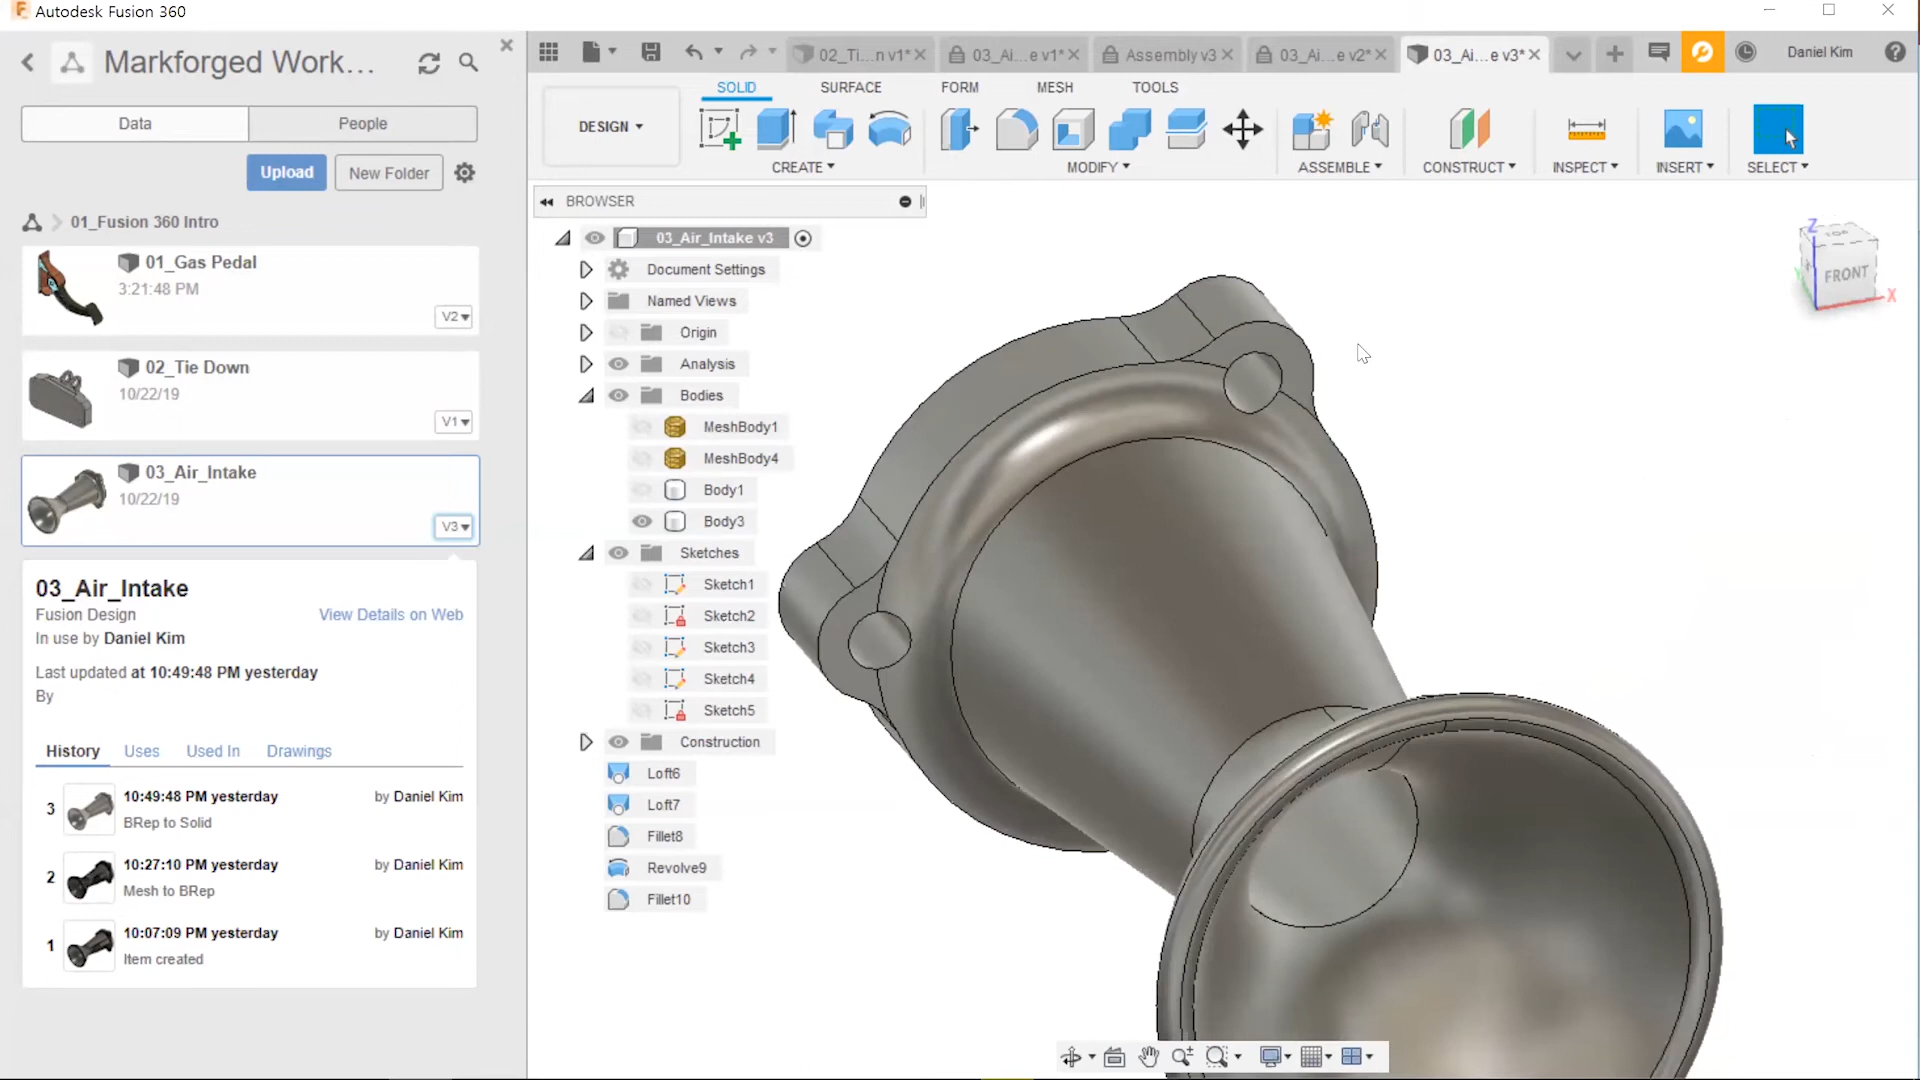 Autodesk Fusion 360
Markforged Work...
Data
People
Upload
New Folder
01_Fusion 360 Intro
01_Gas Pedal
3:21:48 PM
V2
02_Tie Down
10/22/19
V1
03_Air_Intake
10/22/19
V3
03_Air_Intake
Fusion Design
View Details on Web
In use by Daniel Kim
Last updated at 10:49:48 PM yesterday
By
History
Uses
Used In
Drawings
3
10:49:48 PM yesterday
by Daniel Kim
BRep to Solid
2
10:27:10 PM yesterday
by Daniel Kim
Mesh to BRep
1
10:07:09 PM yesterday
by Daniel Kim
Item created
02_Ti...n v1*
03_Ai...e v1*
Assembly v3
03_Ai...e v2*
03_Ai...e v3*
Daniel Kim
SOLID
SURFACE
FORM
MESH
TOOLS
DESIGN
CREATE
MODIFY
ASSEMBLE
CONSTRUCT
INSPECT
INSERT
SELECT
BROWSER
03_Air_Intake v3
Document Settings
Named Views
Origin
Analysis
Bodies
MeshBody1
MeshBody4
Body1
Body3
Sketches
Sketch1
Sketch2
Sketch3
Sketch4
Sketch5
Construction
Loft6
Loft7
Fillet8
Revolve9
Fillet10
Z
TOP
FRONT
Y
X